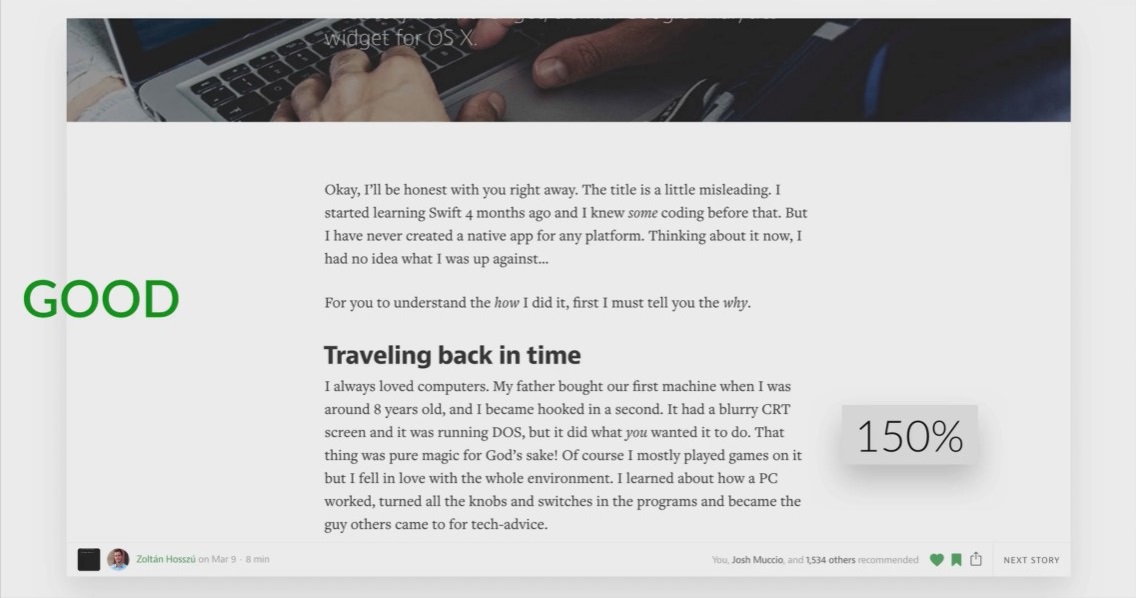 widget for OS X.
Okay, I'll be honest with you right away. The title is a little misleading. I
started learning Swift 4 months ago and I knew some coding before that. But
I have never created a native app for any platform. Thinking about it now, I
had no idea what I was up against...
GOOD
For you to understand the how I did it, first I must tell you the why.
Traveling back in time
I always loved computers. My father bought our first machine when I was
around 8 years old, and I became hooked in a second. It had a blurry CRT
screen and it was running DOS, but it did what you wanted it to do. That
thing was pure magic for God's sake! Of course I mostly played games on it
but I fell in love with the whole environment. I learned about how a PC
worked, turned all the knobs and switches in the programs and became the
guy others came to for tech-advice.
150%
Zoltán Hosszú on Mar 9 · 8 min
You, Josh Muccio, and 1,534 others recommended
NEXT STORY